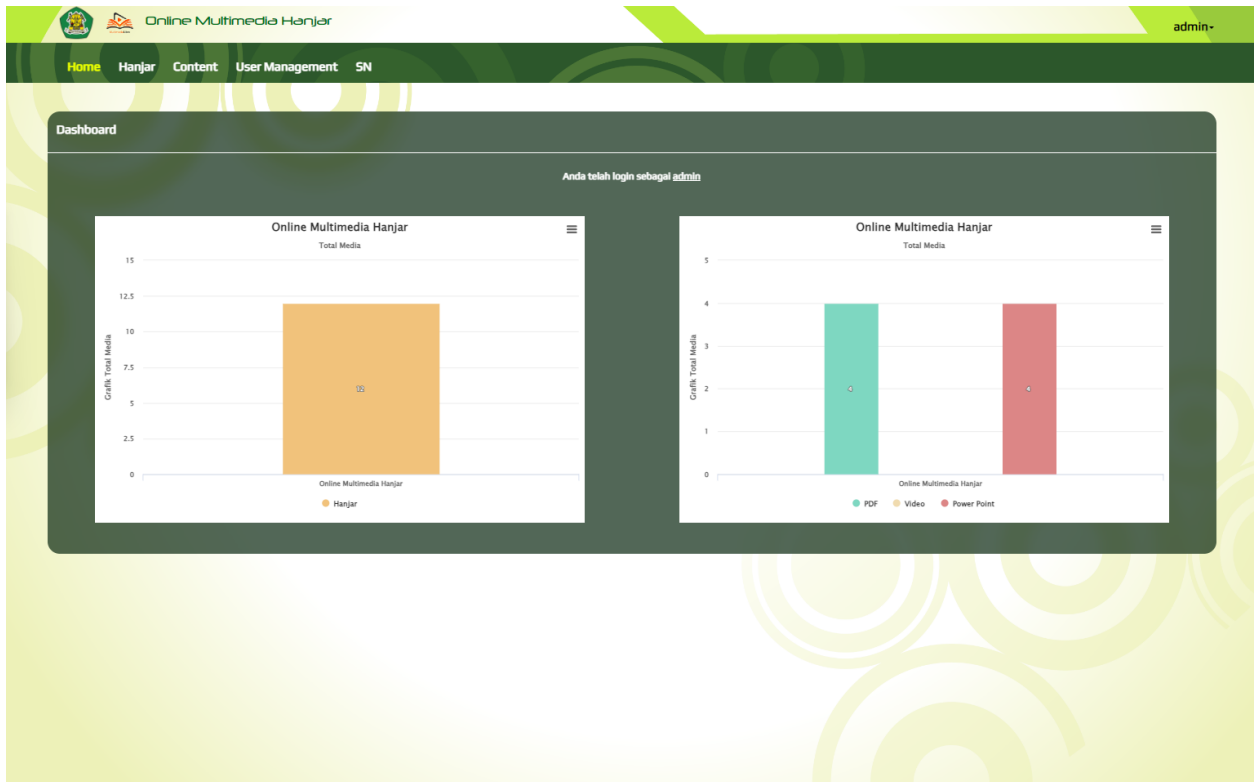 Online Multimedia Hanjar
admin
Home Hanjar Content User Management SN
Dashboard
Anda telah login sebagai admin
Online Multimedia Hanjar
Total Media
15
12.5
10
7.5
5
2.5
0
Grafik Total Media
12
Online Multimedia Hanjar
Hanjar
Online Multimedia Hanjar
Total Media
5
4
3
2
1
0
Grafik Total Media
4
4
Online Multimedia Hanjar
PDF Video Power Point